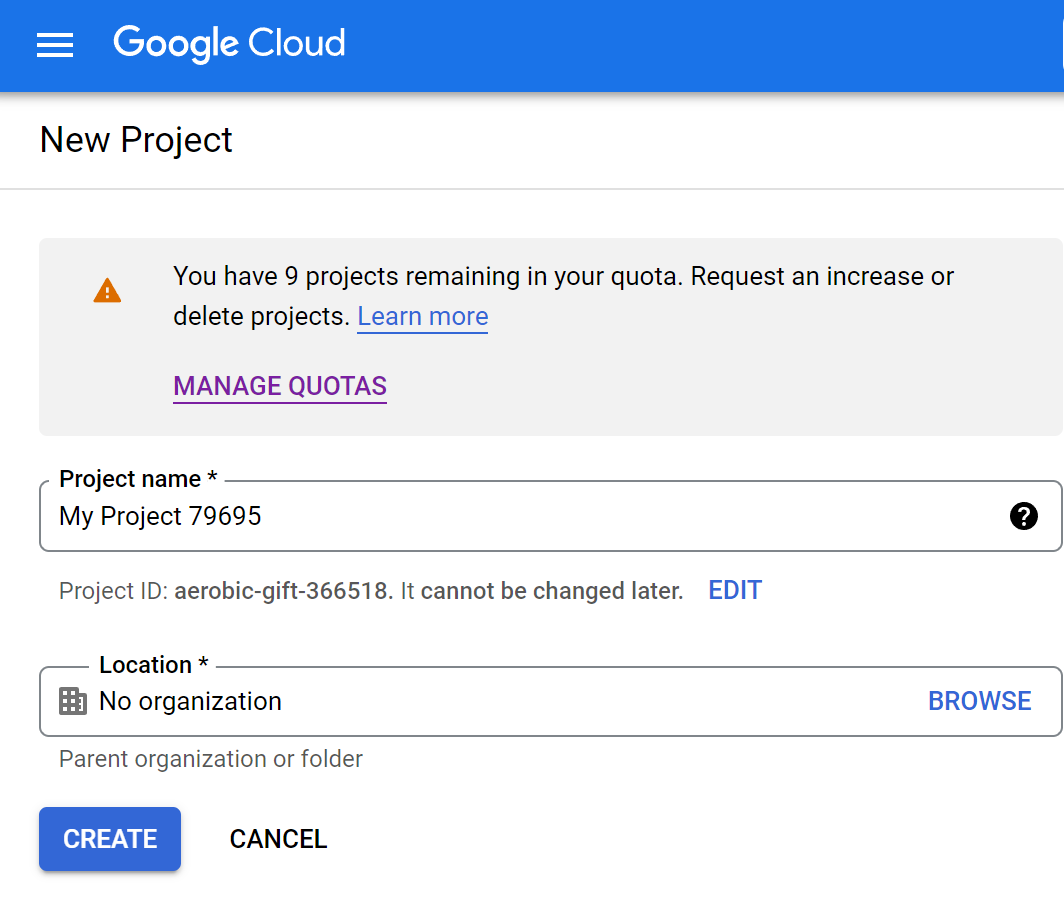 Google Cloud
New Project
You have 9 projects remaining in your quota. Request an increase or
delete projects. Learn more
MANAGE QUOTAS
Project name *
My Project 79695
Project ID: aerobic-gift-366518. It cannot be changed later. EDIT
Location *
No organization BROWSE
Parent organization or folder
CREATE CANCEL